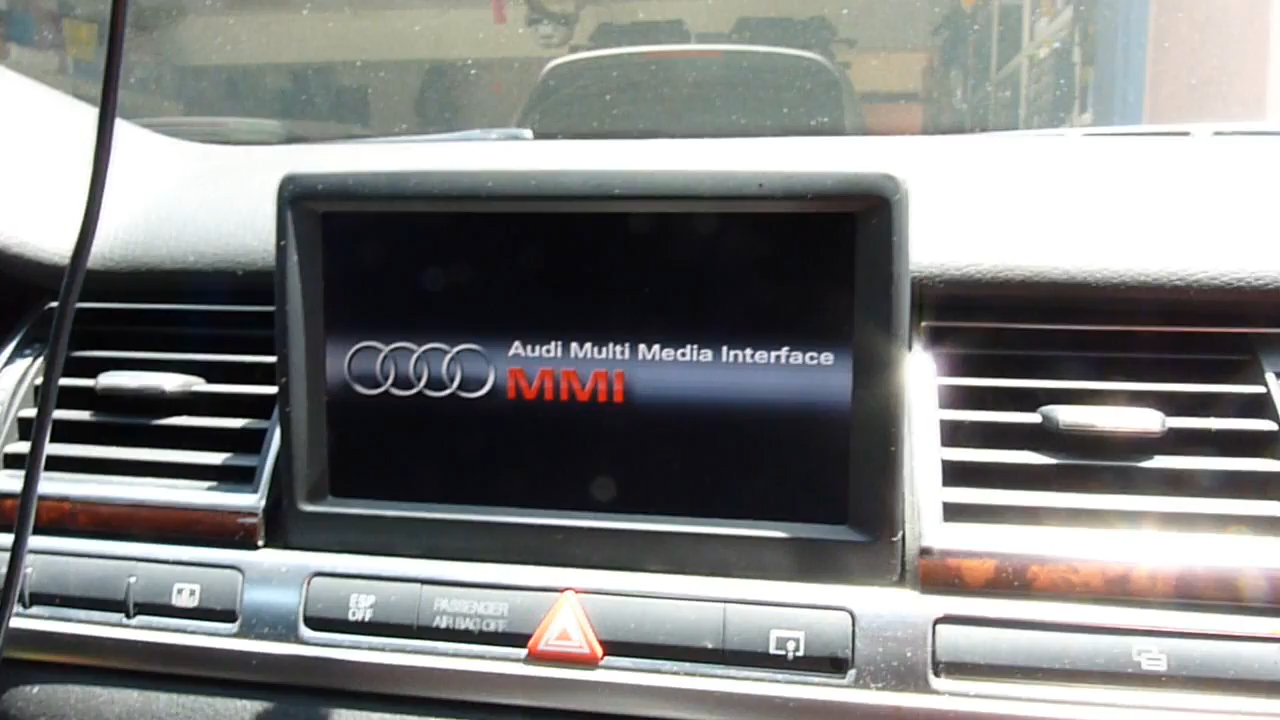 Audi Multi Media Interface
MMI
ESP
OFF
PASSENGER
AIR BAG OFF